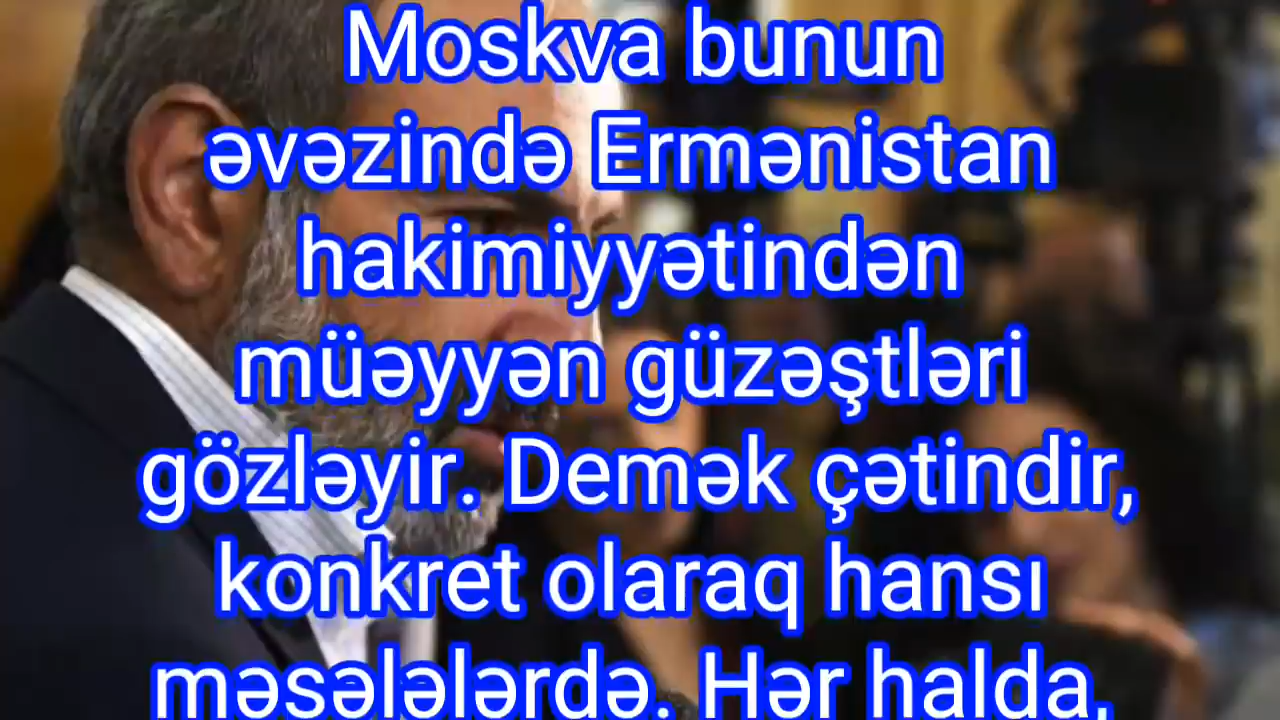 Moskva bunun
əvəzində Ermənistan
hakimiyyətindən
müəyyən güzəştləri
gözləyir. Demək çətindir,
konkret olaraq hansı
məsələlərdə. Hər halda,